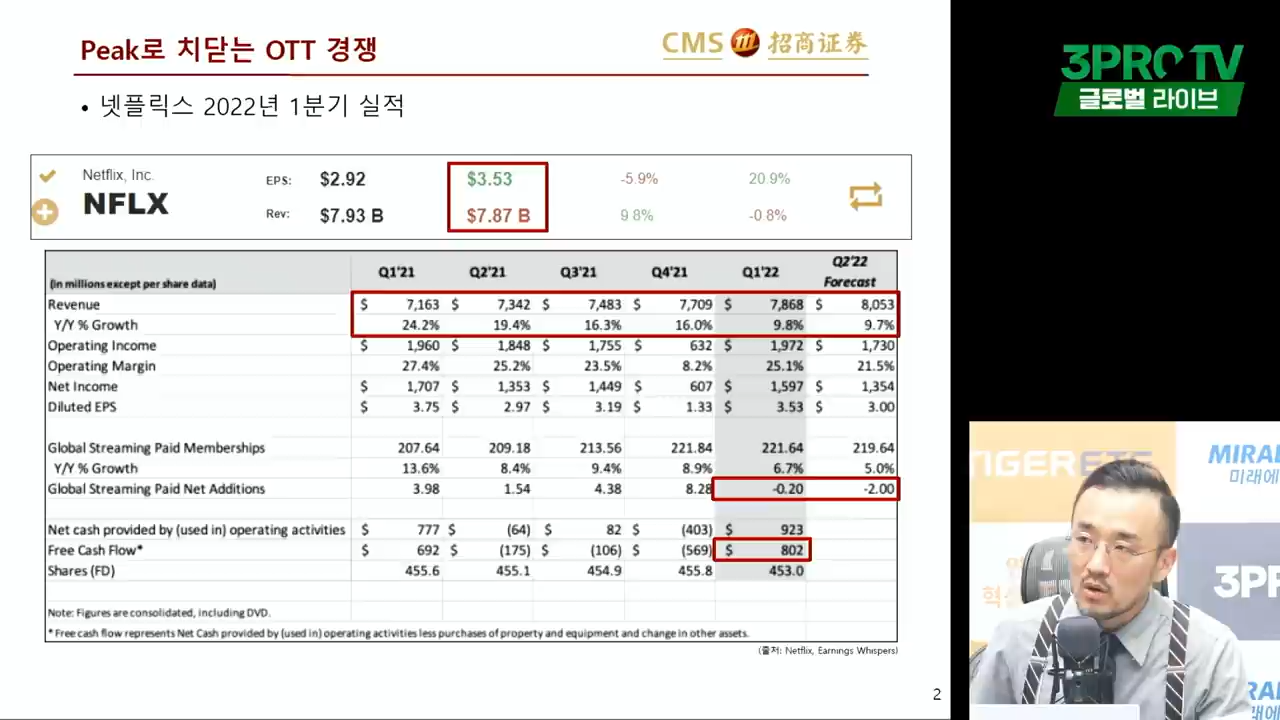 Peak로 치닫는 OTT 경쟁
CMS 招商证券
• 넷플릭스 2022년 1분기 실적
Netflix, Inc.
NFLX
EPS: $2.92 $3.53 -5.9% 20.9%
Rev: $7.93 B $7.87 B 9.8% -0.8%
(in millions except per share data) Q1'21 Q2'21 Q3'21 Q4'21 Q1'22 Q2'22 Forecast
Revenue $ 7,163 $ 7,342 $ 7,483 $ 7,709 $ 7,868 $ 8,053
Y/Y % Growth 24.2% 19.4% 16.3% 16.0% 9.8% 9.7%
Operating Income $ 1,960 $ 1,848 $ 1,755 $ 632 $ 1,972 $ 1,730
Operating Margin 27.4% 25.2% 23.5% 8.2% 25.1% 21.5%
Net Income $ 1,707 $ 1,353 $ 1,449 $ 607 $ 1,597 $ 1,354
Diluted EPS $ 3.75 $ 2.97 $ 3.19 $ 1.33 $ 3.53 $ 3.00
Global Streaming Paid Memberships 207.64 209.18 213.56 221.84 221.64 219.64
Y/Y % Growth 13.6% 8.4% 9.4% 8.9% 6.7% 5.0%
Global Streaming Paid Net Additions 3.98 1.54 4.38 8.28 -0.20 -2.00
Net cash provided by (used in) operating activities $ 777 $ (64) $ 82 $ (403) $ 923
Free Cash Flow* $ 692 $ (175) $ (106) $ (569) $ 802
Shares (FD) 455.6 455.1 454.9 455.8 453.0
Note: Figures are consolidated, including DVD.
* Free cash flow represents Net Cash provided by (used in) operating activities less purchases of property and equipment and change in other assets.
(출처: Netflix, Earnings Whispers)
2
3PRO TV
글로벌 라이브
TIGER ETF
MIRAE
미래에
3PR
MIRA
래에